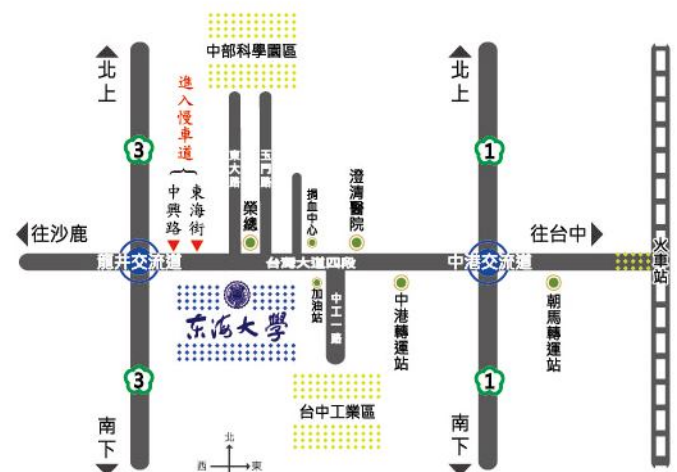 中部科學園區
北上
北上
進入慢車道
3
1
東大路
玉門路
中興路
東海街
榮總
捐血中心
澄清醫院
往沙鹿
往台中
火車站
龍井交流道
台灣大道四段
中港交流道
东海大學
加油站
中工一路
中港轉運站
朝馬轉運站
3
1
台中工業區
南下
南下
北
西
東